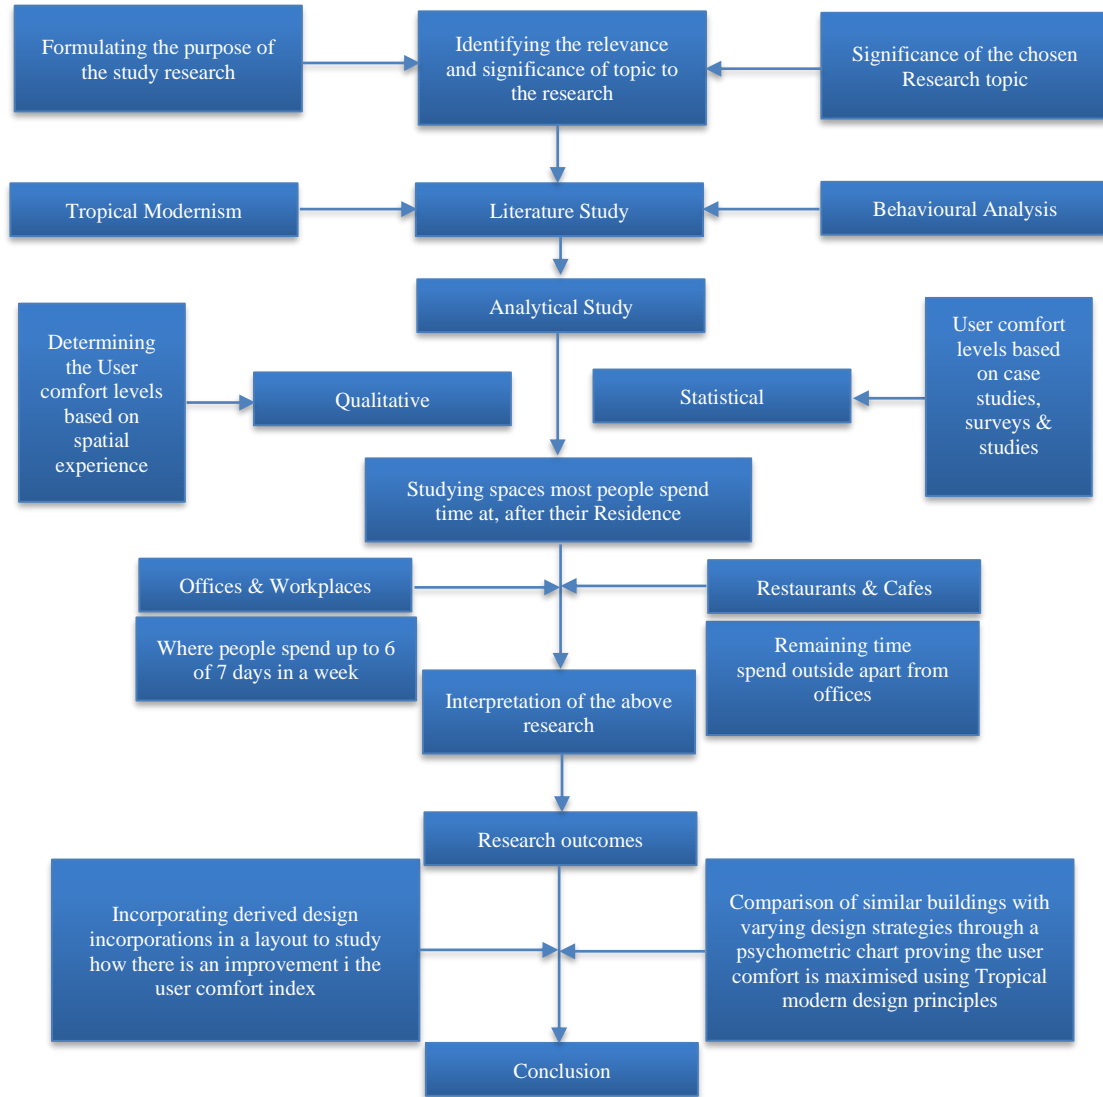 Formulating the purpose of
the study research
Identifying the relevance
and significance of topic to
the research
Significance of the chosen
Research topic
Tropical Modernism
Literature Study
Behavioural Analysis
Analytical Study
Determining
the User
comfort levels
based on
spatial
experience
Qualitative
Statistical
User comfort
levels based
on case
studies,
surveys &
studies
Studying spaces most people spend
time at, after their Residence
Offices & Workplaces
Restaurants & Cafes
Where people spend up to 6
of 7 days in a week
Remaining time
spend outside apart from
offices
Interpretation of the above
research
Research outcomes
Incorporating derived design
incorporations in a layout to study
how there is an improvement i the
user comfort index
Comparison of similar buildings with
varying design strategies through a
psychometric chart proving the user
comfort is maximised using Tropical
modern design principles
Conclusion